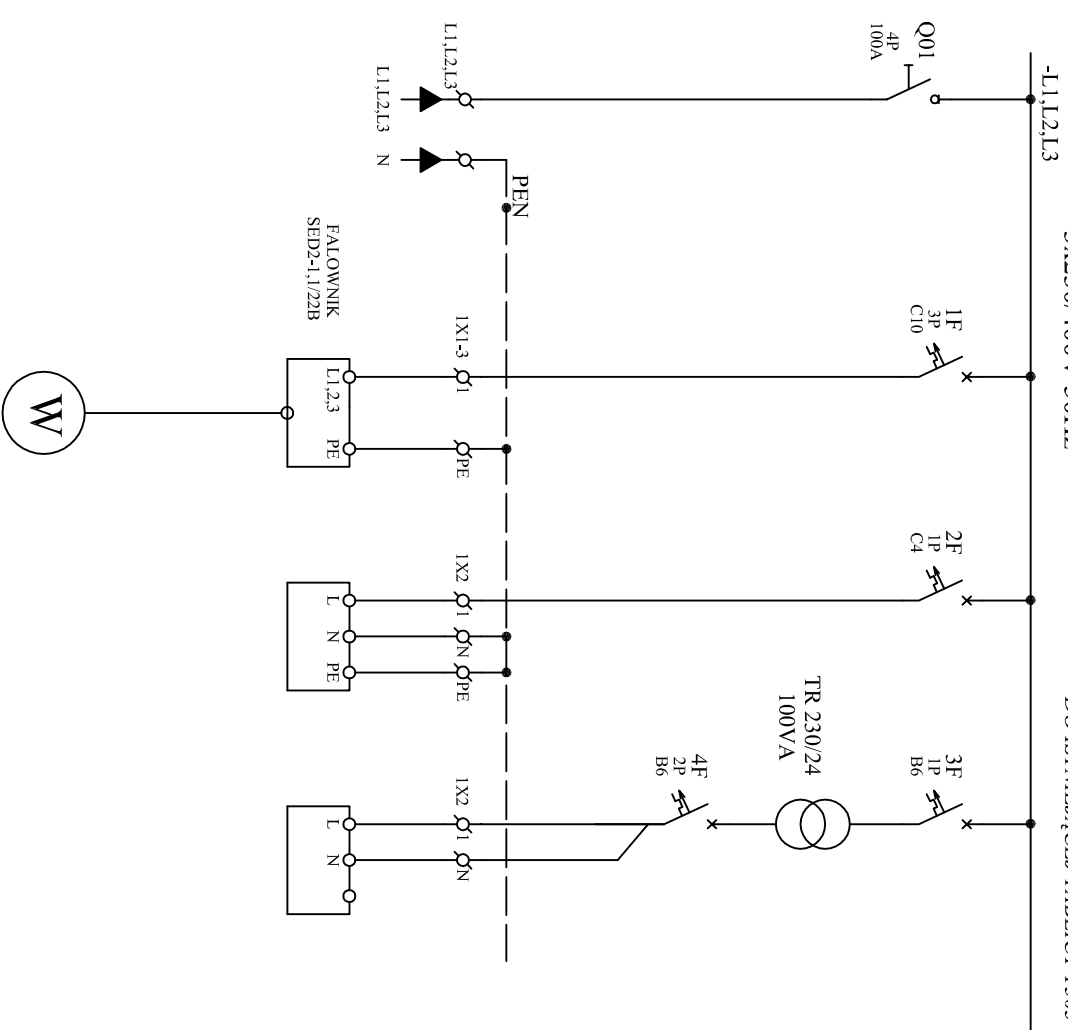 -L1,L2,L3
Q01
4P
100A
L1,L2,L3
L1,L2,L3
N
PEN
1F
3P
C10
1X1-3
1
PE
FALOWNIK
SED2-1,1/22B
L1,2,3
PE
W
2F
1P
C4
1X2
1
N
PE
L
N
PE
3F
1P
B6
TR 230/24
100VA
4F
2P
B6
1X2
1
N
L
N